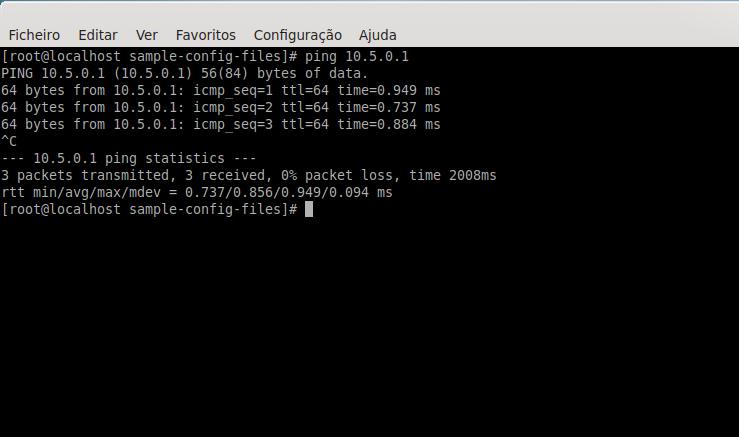 Ficheiro Editar Ver Favoritos Configuração Ajuda
[root@localhost sample-config-files]# ping 10.5.0.1
PING 10.5.0.1 (10.5.0.1) 56(84) bytes of data.
64 bytes from 10.5.0.1: icmp_seq=1 ttl=64 time=0.949 ms
64 bytes from 10.5.0.1: icmp_seq=2 ttl=64 time=0.737 ms
64 bytes from 10.5.0.1: icmp_seq=3 ttl=64 time=0.884 ms
^C
--- 10.5.0.1 ping statistics ---
3 packets transmitted, 3 received, 0% packet loss, time 2008ms
rtt min/avg/max/mdev = 0.737/0.856/0.949/0.094 ms
[root@localhost sample-config-files]#